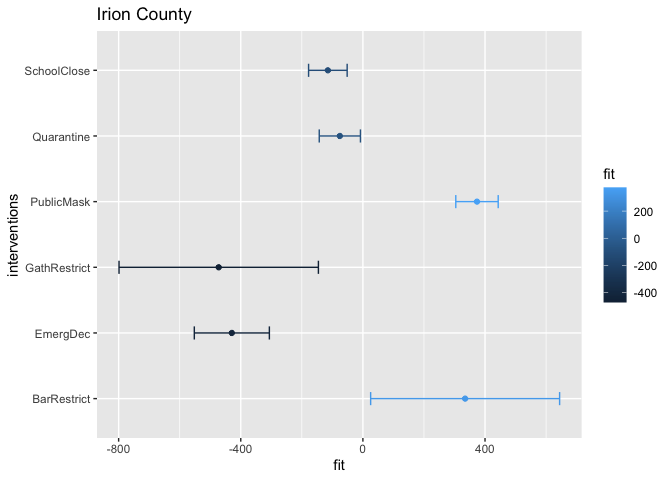 Irion County
SchoolClose
Quarantine
PublicMask
GathRestrict
EmergDec
BarRestrict
interventions
-800 -400 0 400
fit
fit
200
0
-200
-400